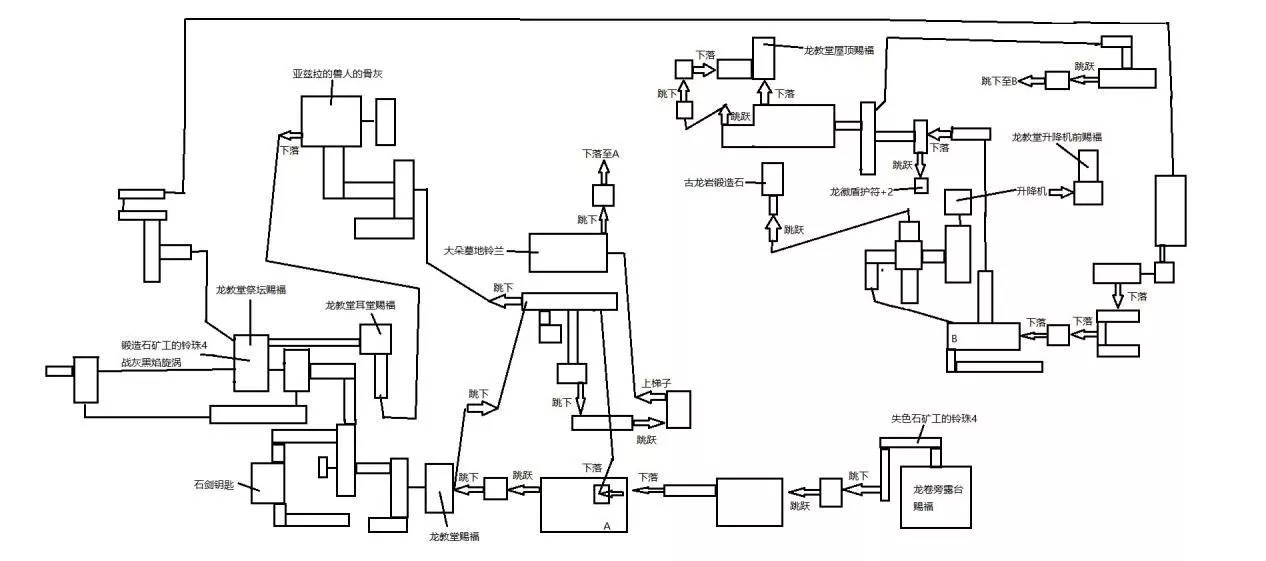 龙教堂屋顶赐福
下落
跳下
跳跃
下落
跳跃
跳下至B
亚兹拉的兽人的骨灰
下落
下落至A
跳下
下落
跳跃
龙徽盾护符+2
龙教堂升降机前赐福
升降机
古龙岩锻造石
跳跃
大朵墓地铃兰
跳下
龙教堂祭坛赐福
龙教堂耳堂赐福
锻造石矿工的铃珠4
战灰黑焰旋涡
下落
下落
下落
B
上梯子
跳下
跳下
跳跃
失色石矿工的铃珠4
石剑钥匙
跳下
跳跃
下落
下落
跳下
跳跃
龙卷旁露台
赐福
A
龙教堂赐福